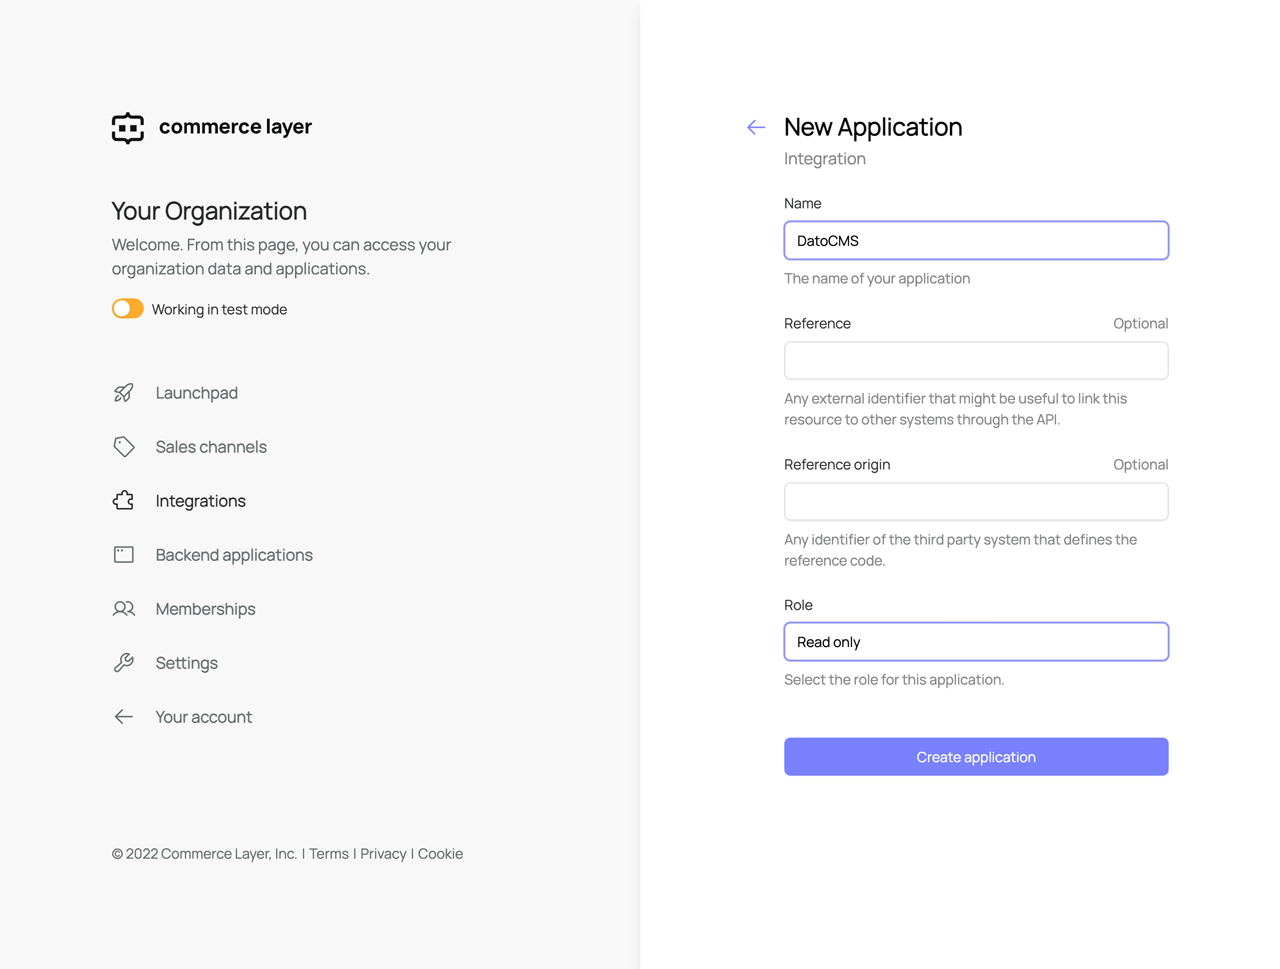 commerce layer
Your Organization
Welcome. From this page, you can access your
organization data and applications.
Working in test mode
Launchpad
Sales channels
Integrations
Backend applications
Memberships
Settings
Your account
© 2022 Commerce Layer, Inc. | Terms | Privacy | Cookie
New Application
Integration
Name
DatoCMS
The name of your application
Reference Optional
Any external identifier that might be useful to link this
resource to other systems through the API.
Reference origin Optional
Any identifier of the third party system that defines the
reference code.
Role
Read only
Select the role for this application.
Create application